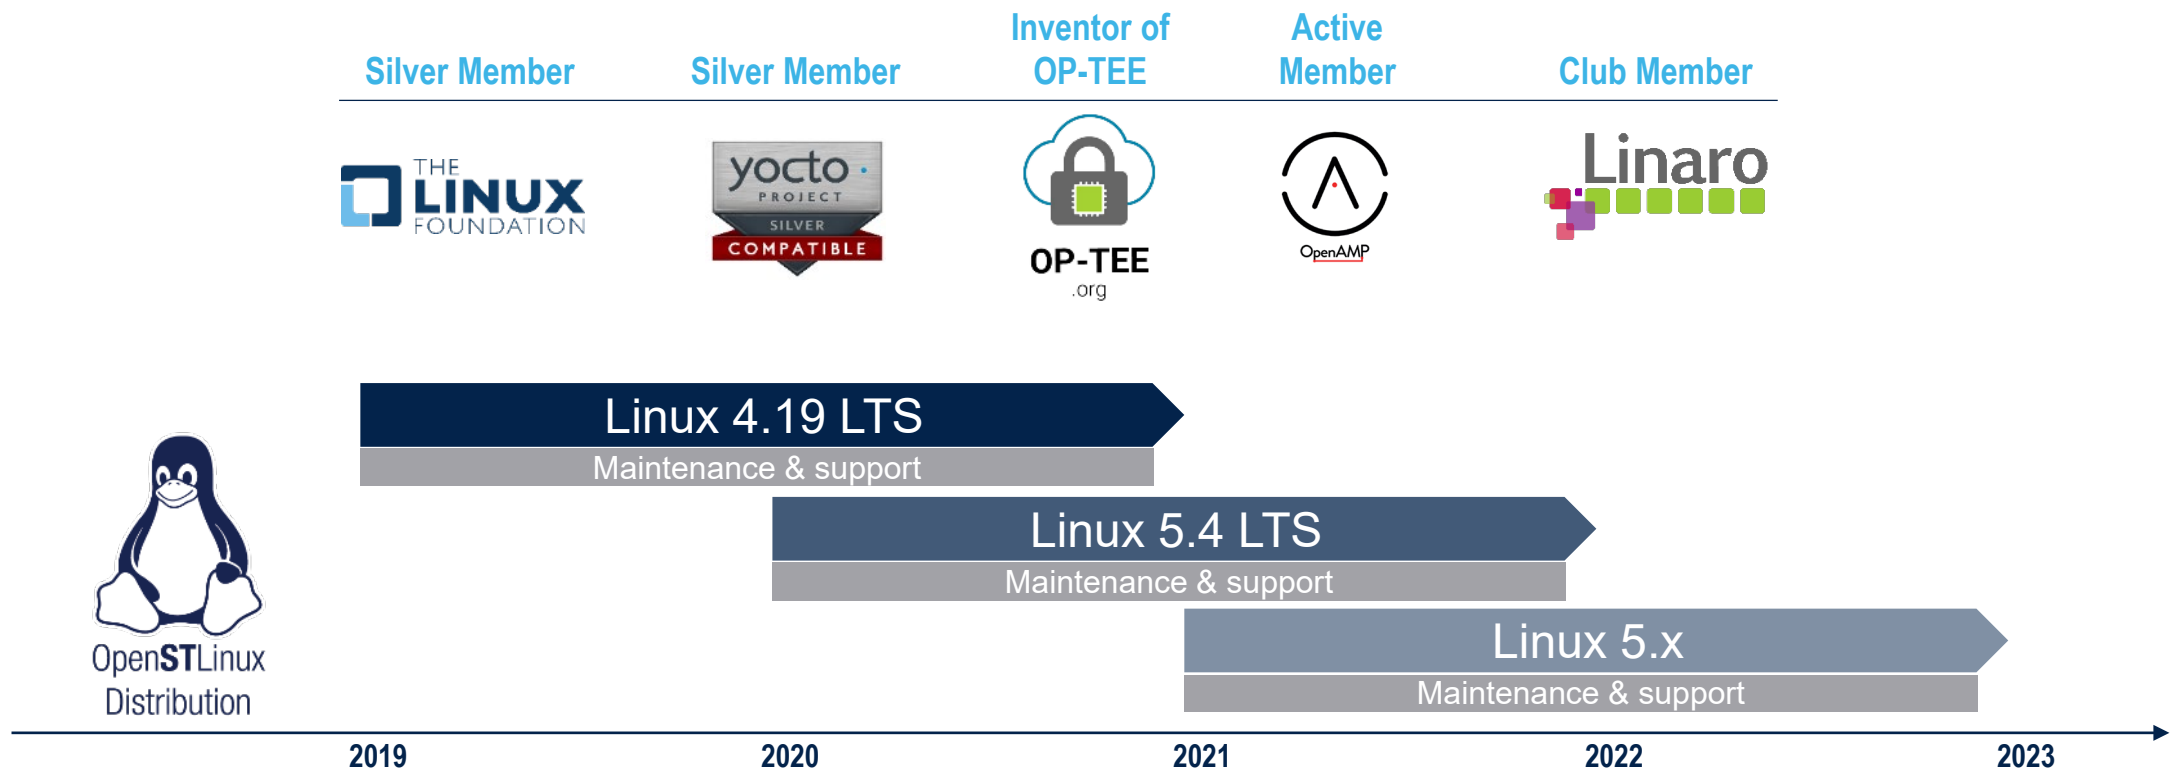 Inventor of
OP-TEE
Active
Member
Silver Member
Silver Member
Club Member
THE
LINUX
FOUNDATION
yocto
PROJECT
SILVER
COMPATIBLE
OP-TEE
.org
OpenAMP
Linaro
Linux 4.19 LTS
Maintenance & support
Linux 5.4 LTS
Maintenance & support
Linux 5.x
Maintenance & support
OpenSTLinux
Distribution
2019
2020
2021
2022
2023